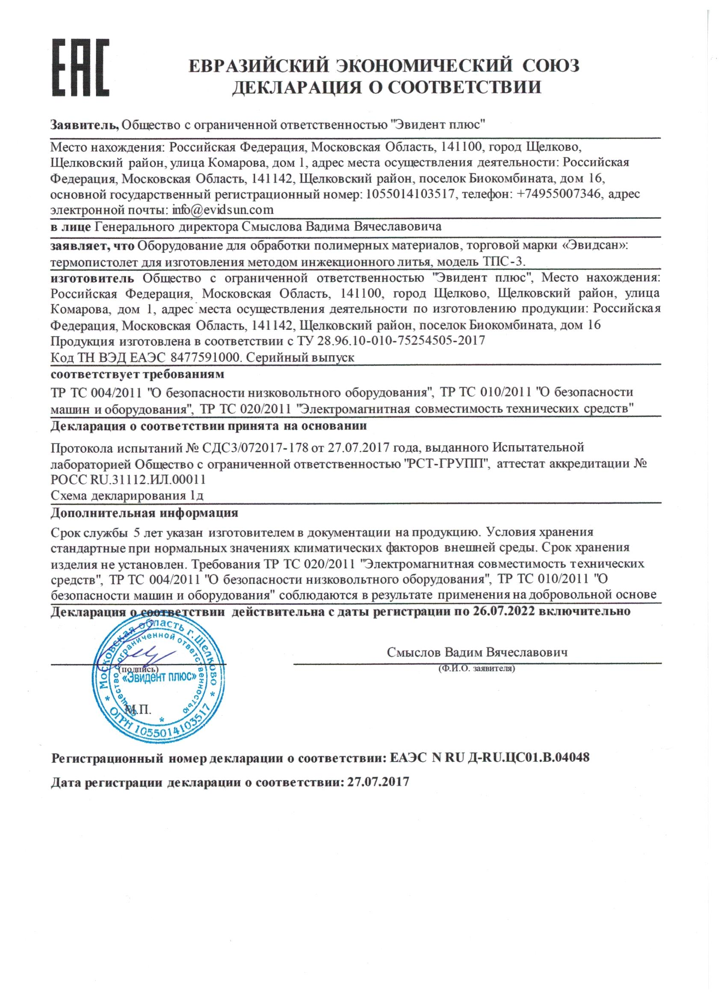 ЕАС
ЕВРАЗИЙСКИЙ ЭКОНОМИЧЕСКИЙ СОЮЗ
ДЕКЛАРАЦИЯ О СООТВЕТСТВИИ
Заявитель, Общество с ограниченной ответственностью "Эвидент плюс"
Место нахождения: Российская Федерация, Московская Область, 141100, город Щелково,
Щелковский район, улица Комарова, дом 1, адрес места осуществления деятельности: Российская
Федерация, Московская Область, 141142, Щелковский район, поселок Биокомбината, дом 16,
основной государственный регистрационный номер: 1055014103517, телефон: +74955007346, адрес
электронной почты: info@evidsun.com
в лице Генерального директора Смыслова Вадима Вячеславовича
заявляет, что Оборудование для обработки полимерных материалов, торговой марки «Эвидсан»:
термопистолет для изготовления методом инжекционного литья, модель ТПС-3.
изготовитель Общество с ограниченной ответственностью "Эвидент плюс", Место нахождения:
Российская Федерация, Московская Область, 141100, город Щелково, Щелковский район, улица
Комарова, дом 1, адрес места осуществления деятельности по изготовлению продукции: Российская
Федерация, Московская Область, 141142, Щелковский район, поселок Биокомбината, дом 16
Продукция изготовлена в соответствии с ТУ 28.96.10-010-75254505-2017
Код ТН ВЭД ЕАЭС 8477591000. Серийный выпуск
соответствует требованиям
ТР ТС 004/2011 "О безопасности низковольтного оборудования", ТР ТС 010/2011 "О безопасности
машин и оборудования", ТР ТС 020/2011 "Электромагнитная совместимость технических средств"
Декларация о соответствии принята на основании
Протокола испытаний № СДС3/072017-178 от 27.07.2017 года, выданного Испытательной
лабораторией Общество с ограниченной ответственностью "РСТ-ГРУПП", аттестат аккредитации №
РОСС RU.31112.ИЛ.00011
Схема декларирования 1д
Дополнительная информация
Срок службы 5 лет указан изготовителем в документации на продукцию. Условия хранения
стандартные при нормальных значениях климатических факторов внешней среды. Срок хранения
изделия не установлен. Требования ТР ТС 020/2011 "Электромагнитная совместимость технических
средств", ТР ТС 004/2011 "О безопасности низковольтного оборудования", ТР ТС 010/2011 "О
безопасности машин и оборудования" соблюдаются в результате применения на добровольной основе
Декларация о соответствии действительна с даты регистрации по 26.07.2022 включительно
Московская область г. Щелково
Общество с ограниченной ответственностью
Смыслов Вадим Вячеславович
(подпись)
(Ф.И.О. заявителя)
«Эвидент плюс»
М.П.
* ОГРН 1055014103517 *
*
Регистрационный номер декларации о соответствии: ЕАЭС N RU Д-RU.ЦС01.В.04048
Дата регистрации декларации о соответствии: 27.07.2017